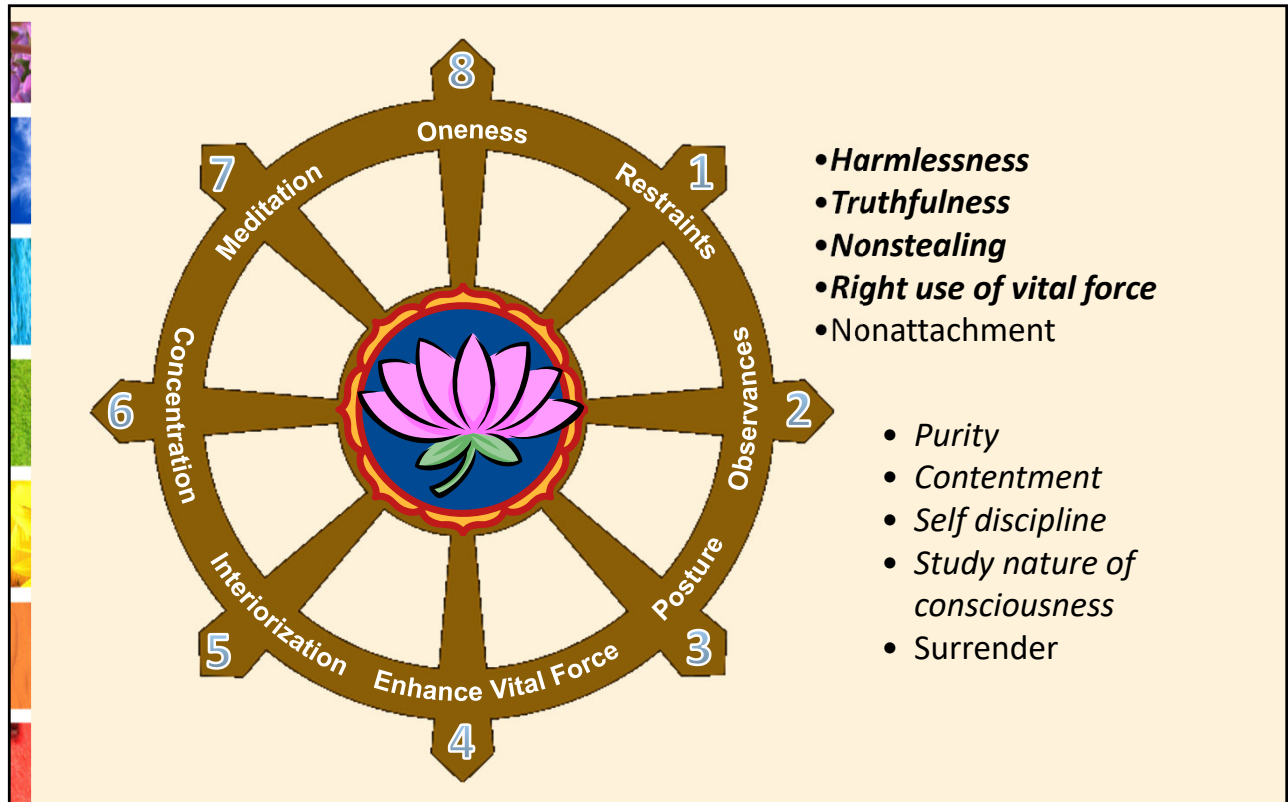 8
Oneness
1
Restraints
2
Observances
3
Posture
4
Enhance Vital Force
5
Interiorization
6
Concentration
7
Meditation
•Harmlessness
•Truthfulness
•Nonstealing
•Right use of vital force
•Nonattachment
• Purity
• Contentment
• Self discipline
• Study nature of
consciousness
• Surrender